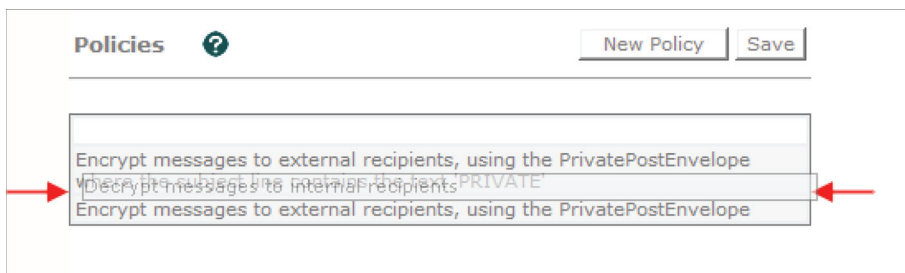 Policies ? New Policy Save
Encrypt messages to external recipients, using the PrivatePostEnvelope
where the subject line contains the text 'PRIVATE'
Decrypt messages to internal recipients
Encrypt messages to external recipients, using the PrivatePostEnvelope